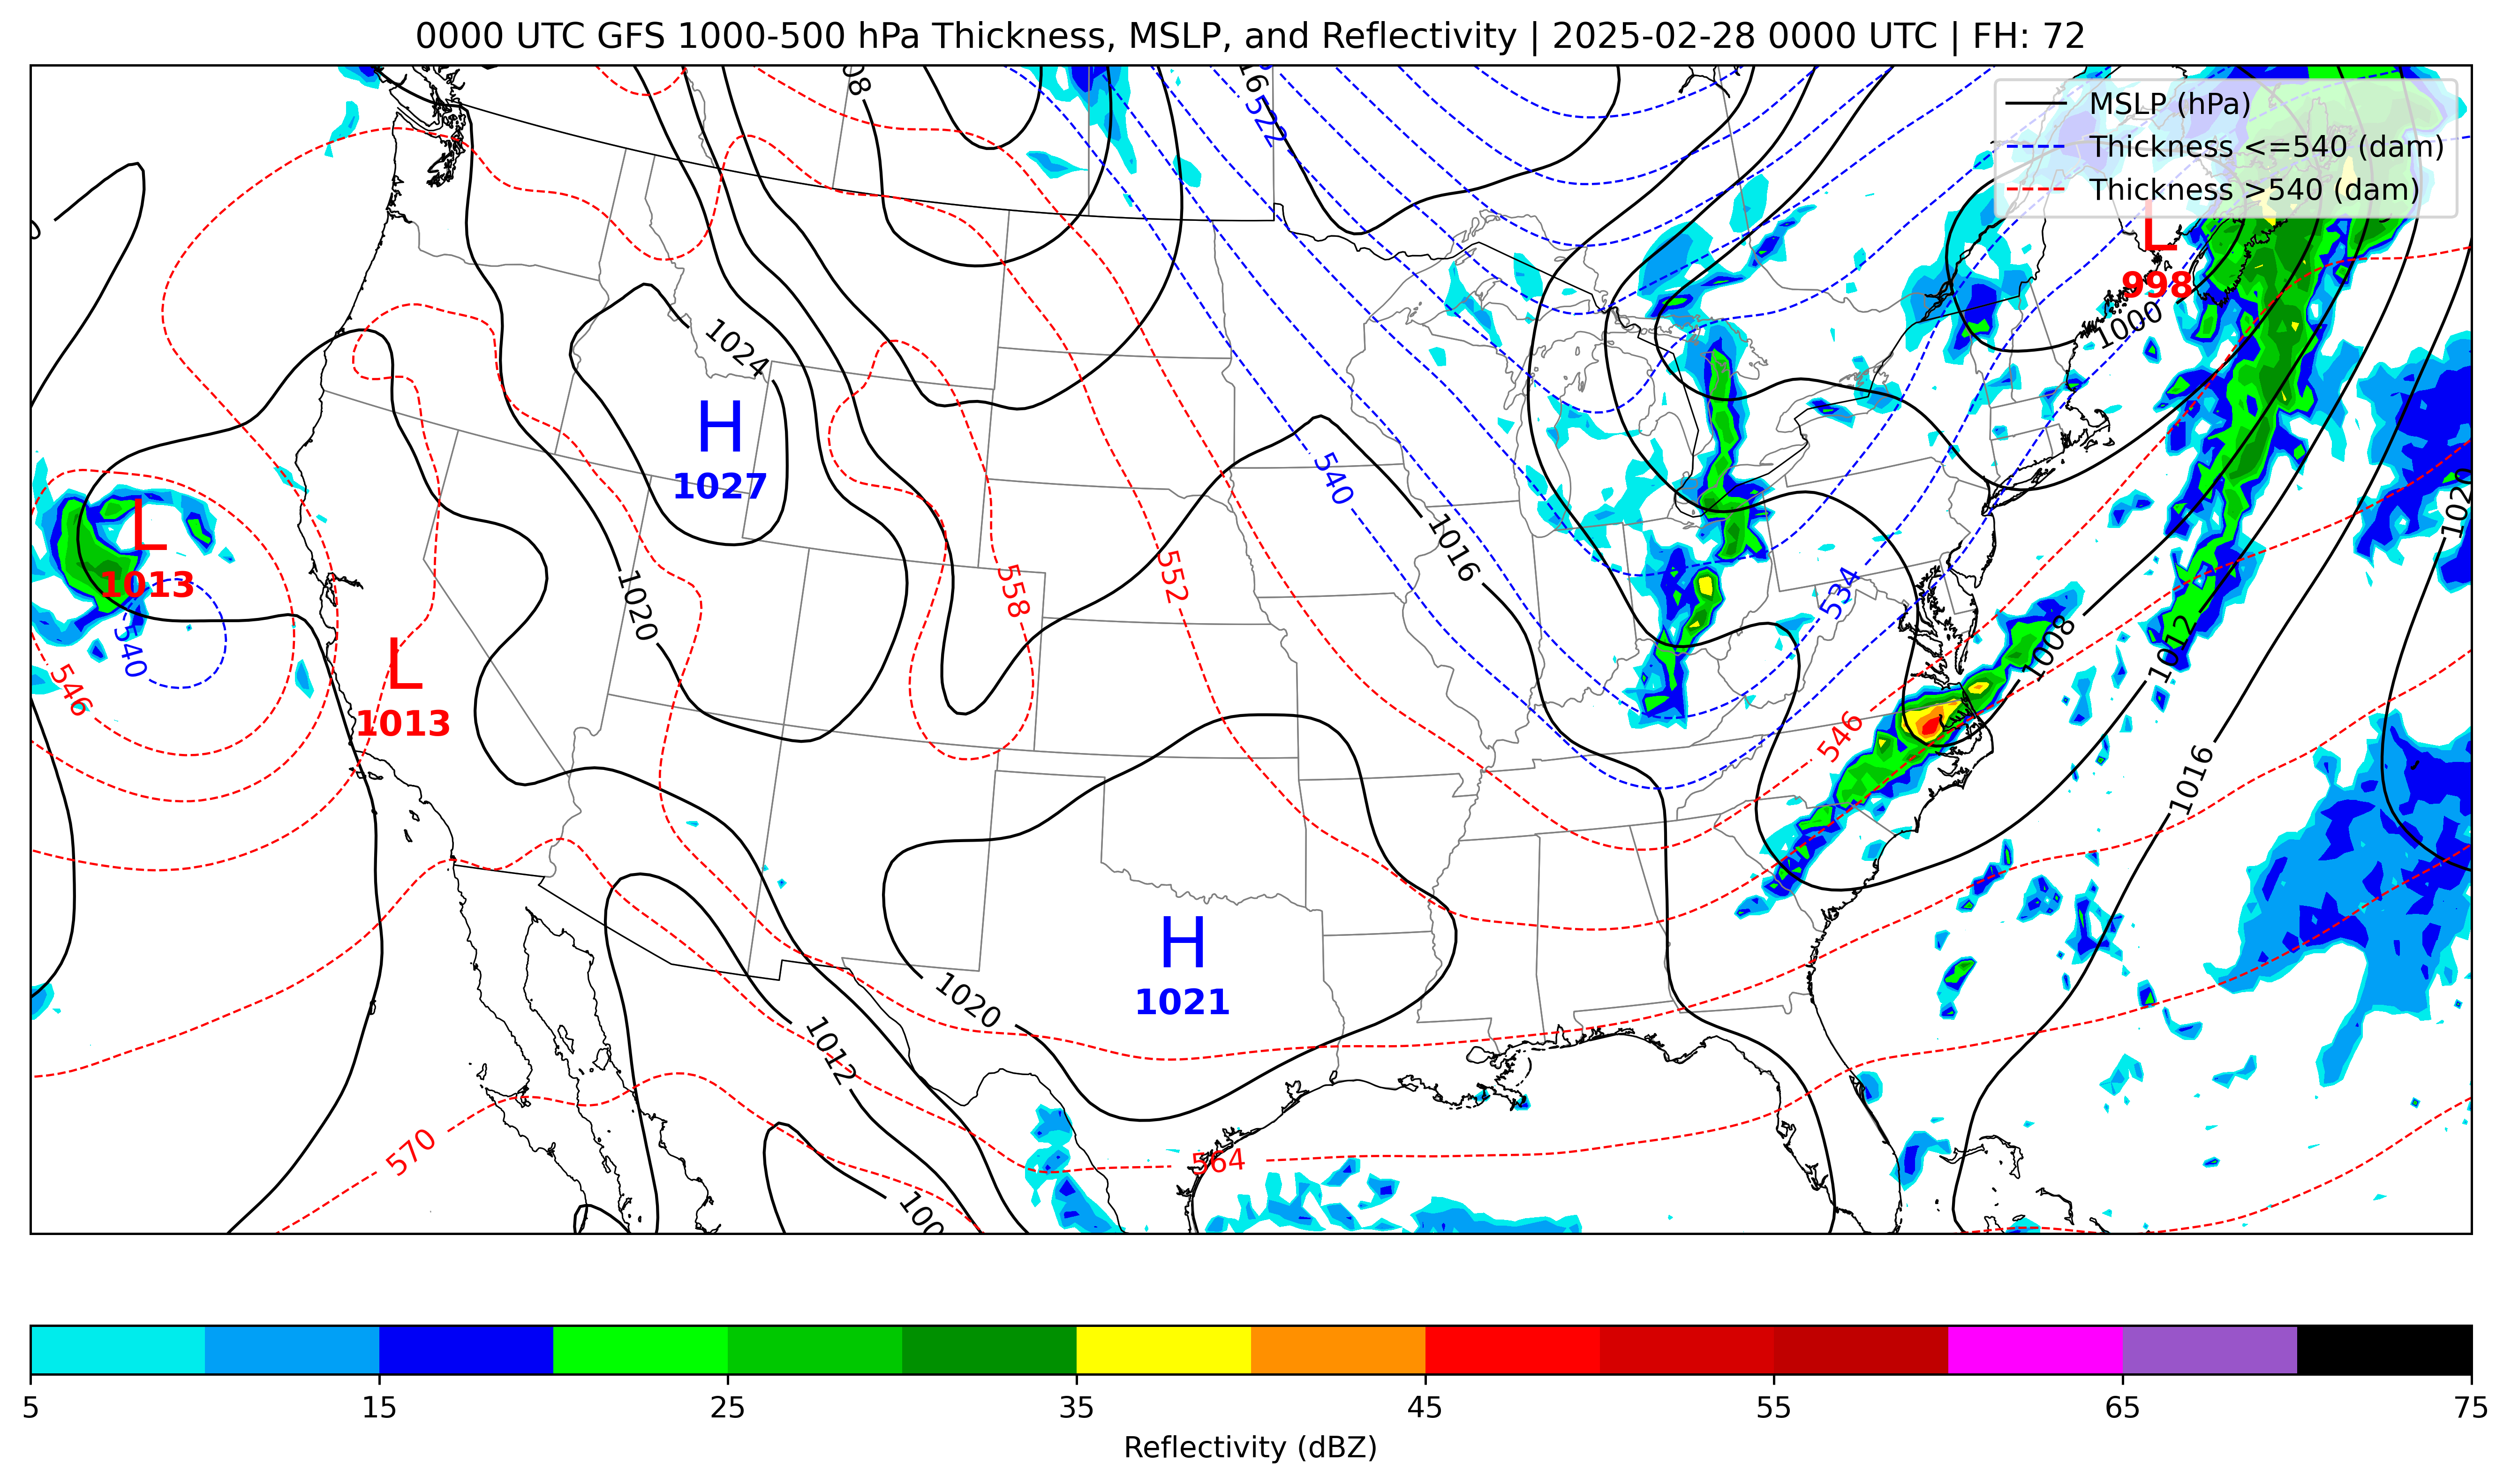 0000 UTC GFS 1000-500 hPa Thickness, MSLP, and Reflectivity | 2025-02-28 0000 UTC | FH: 72
MSLP (hPa)
Thickness <=540 (dam)
Thickness >540 (dam)
522
L
998
1000
1024
H
1027
540
1016
1020
L
1013
540
546
L
1013
1020
558
552
534
1008
1012
546
1016
H
1021
1020
1012
570
564
100
5 15 25 35 45 55 65 75
Reflectivity (dBZ)